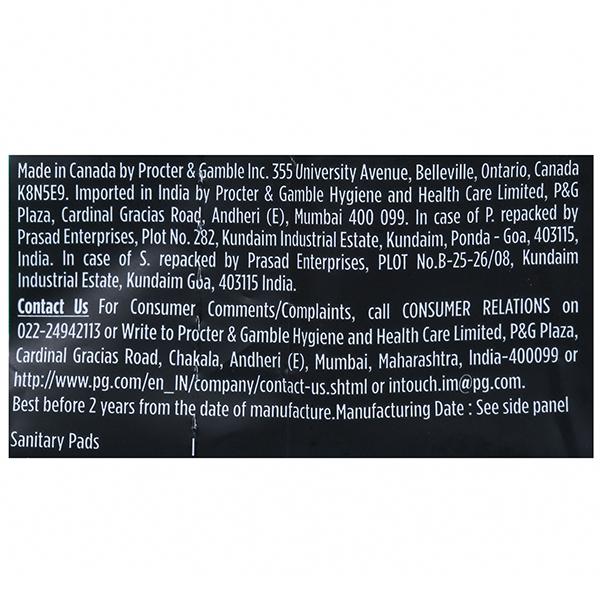 Made in Canada by Procter & Gamble Inc. 355 University Avenue, Belleville, Ontario, Canada
K8N5E9. Imported in India by Procter & Gamble Hygiene and Health Care Limited, P&G
Plaza, Cardinal Gracias Road, Andheri (E), Mumbai 400 099. In case of P. repacked by
Prasad Enterprises, Plot No. 282, Kundaim Industrial Estate, Kundaim, Ponda - Goa, 403115,
India. In case of S. repacked by Prasad Enterprises, PLOT No.B-25-26/08, Kundaim
Industrial Estate, Kundaim Goa, 403115 India.
Contact Us For Consumer Comments/Complaints, call CONSUMER RELATIONS on
022-24942113 or Write to Procter & Gamble Hygiene and Health Care Limited, P&G Plaza,
Cardinal Gracias Road, Chakala, Andheri (E), Mumbai, Maharashtra, India-400099 or
http://www.pg.com/en_IN/company/contact-us.shtml or intouch.im@pg.com.
Best before 2 years from the date of manufacture.Manufacturing Date : See side panel
Sanitary Pads